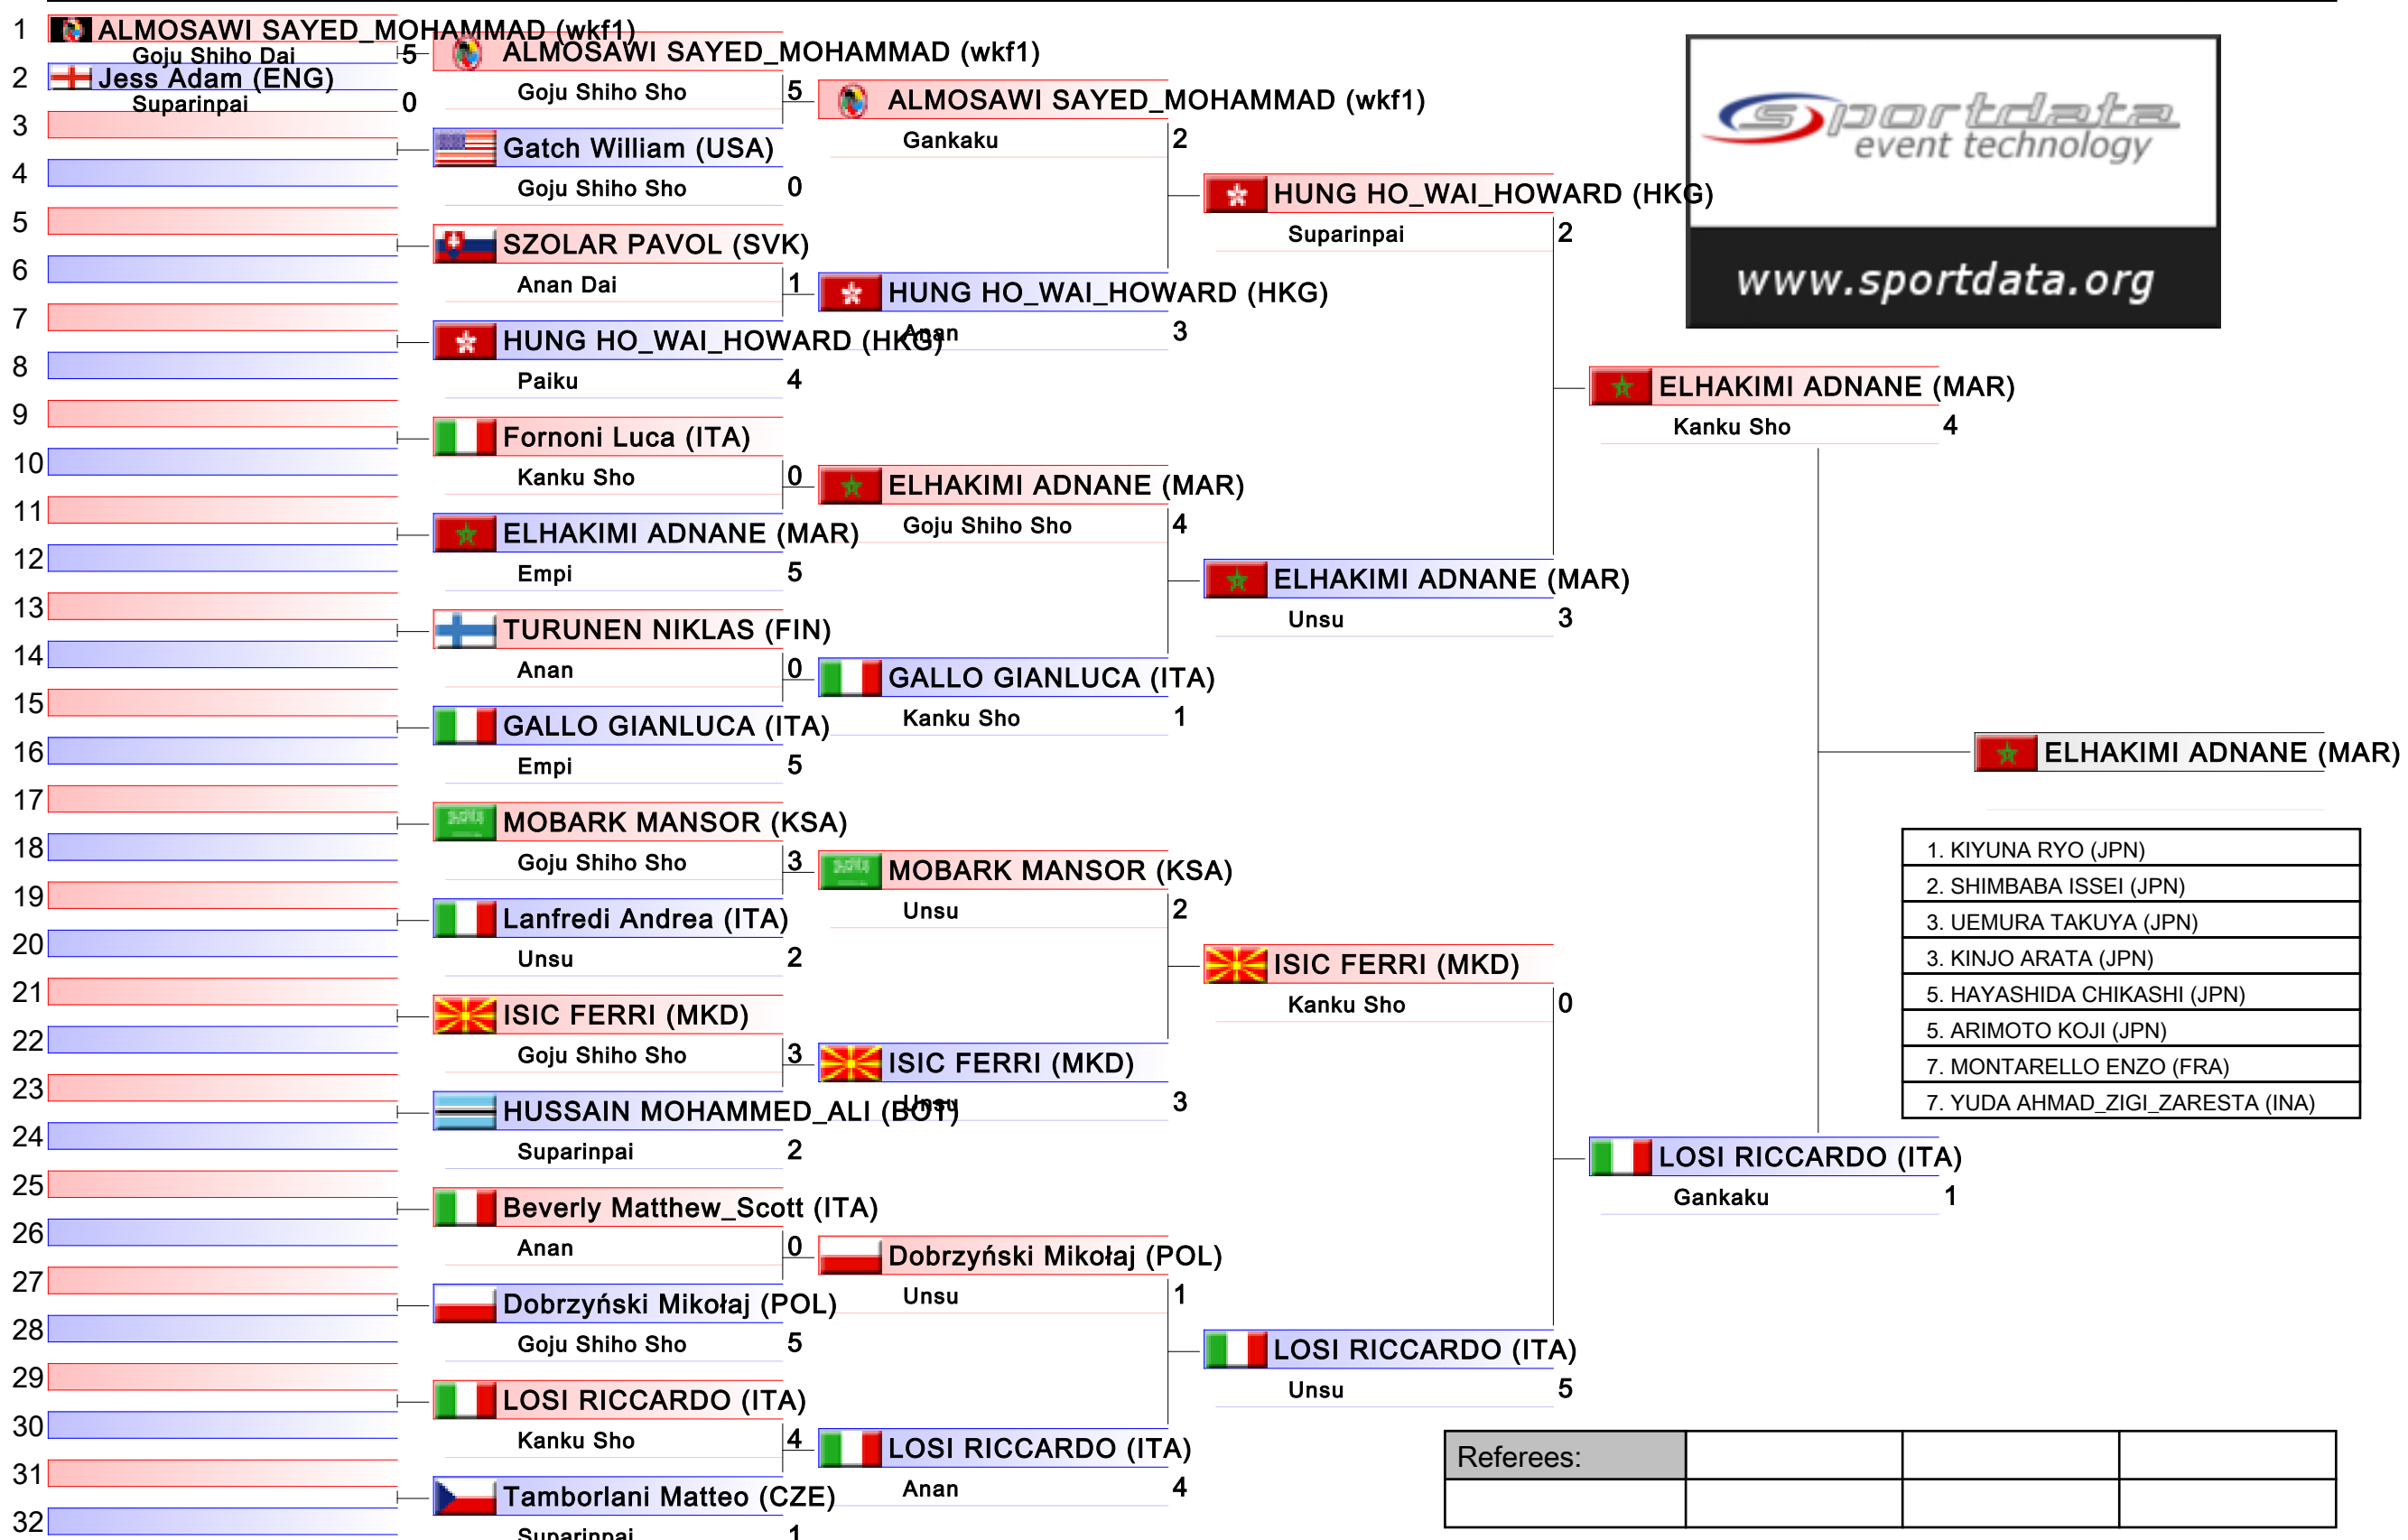 1
ALMOSAWI SAYED_MOHAMMAD (wkf1)
Goju Shiho Dai
5
2
Jess Adam (ENG)
Suparinpai
0
3
4
5
6
7
8
9
10
11
12
13
14
15
16
17
18
19
20
21
22
23
24
25
26
27
28
29
30
31
32
ALMOSAWI SAYED_MOHAMMAD (wkf1)
Goju Shiho Sho
5
Gatch William (USA)
Goju Shiho Sho
0
SZOLAR PAVOL (SVK)
Anan Dai
1
HUNG HO_WAI_HOWARD (HKG)
Paiku
4
Fornoni Luca (ITA)
Kanku Sho
0
ELHAKIMI ADNANE (MAR)
Empi
5
TURUNEN NIKLAS (FIN)
Anan
0
GALLO GIANLUCA (ITA)
Empi
5
MOBARK MANSOR (KSA)
Goju Shiho Sho
3
Lanfredi Andrea (ITA)
Unsu
2
ISIC FERRI (MKD)
Goju Shiho Sho
3
HUSSAIN MOHAMMED_ALI (BOT)
Suparinpai
2
Beverly Matthew_Scott (ITA)
Anan
0
Dobrzyński Mikołaj (POL)
Goju Shiho Sho
5
LOSI RICCARDO (ITA)
Kanku Sho
4
Tamborlani Matteo (CZE)
Suparinpai
1
ALMOSAWI SAYED_MOHAMMAD (wkf1)
Gankaku
2
HUNG HO_WAI_HOWARD (HKG)
Anan
3
ELHAKIMI ADNANE (MAR)
Goju Shiho Sho
4
GALLO GIANLUCA (ITA)
Kanku Sho
1
MOBARK MANSOR (KSA)
Unsu
2
ISIC FERRI (MKD)
Unsu
3
Dobrzyński Mikołaj (POL)
Unsu
1
LOSI RICCARDO (ITA)
Anan
4
HUNG HO_WAI_HOWARD (HKG)
Suparinpai
2
ELHAKIMI ADNANE (MAR)
Unsu
3
ISIC FERRI (MKD)
Kanku Sho
0
LOSI RICCARDO (ITA)
Unsu
5
ELHAKIMI ADNANE (MAR)
Kanku Sho
4
LOSI RICCARDO (ITA)
Gankaku
1
ELHAKIMI ADNANE (MAR)
sportdata
event technology
www.sportdata.org
1. KIYUNA RYO (JPN)
2. SHIMBABA ISSEI (JPN)
3. UEMURA TAKUYA (JPN)
3. KINJO ARATA (JPN)
5. HAYASHIDA CHIKASHI (JPN)
5. ARIMOTO KOJI (JPN)
7. MONTARELLO ENZO (FRA)
7. YUDA AHMAD_ZIGI_ZARESTA (INA)
Referees: